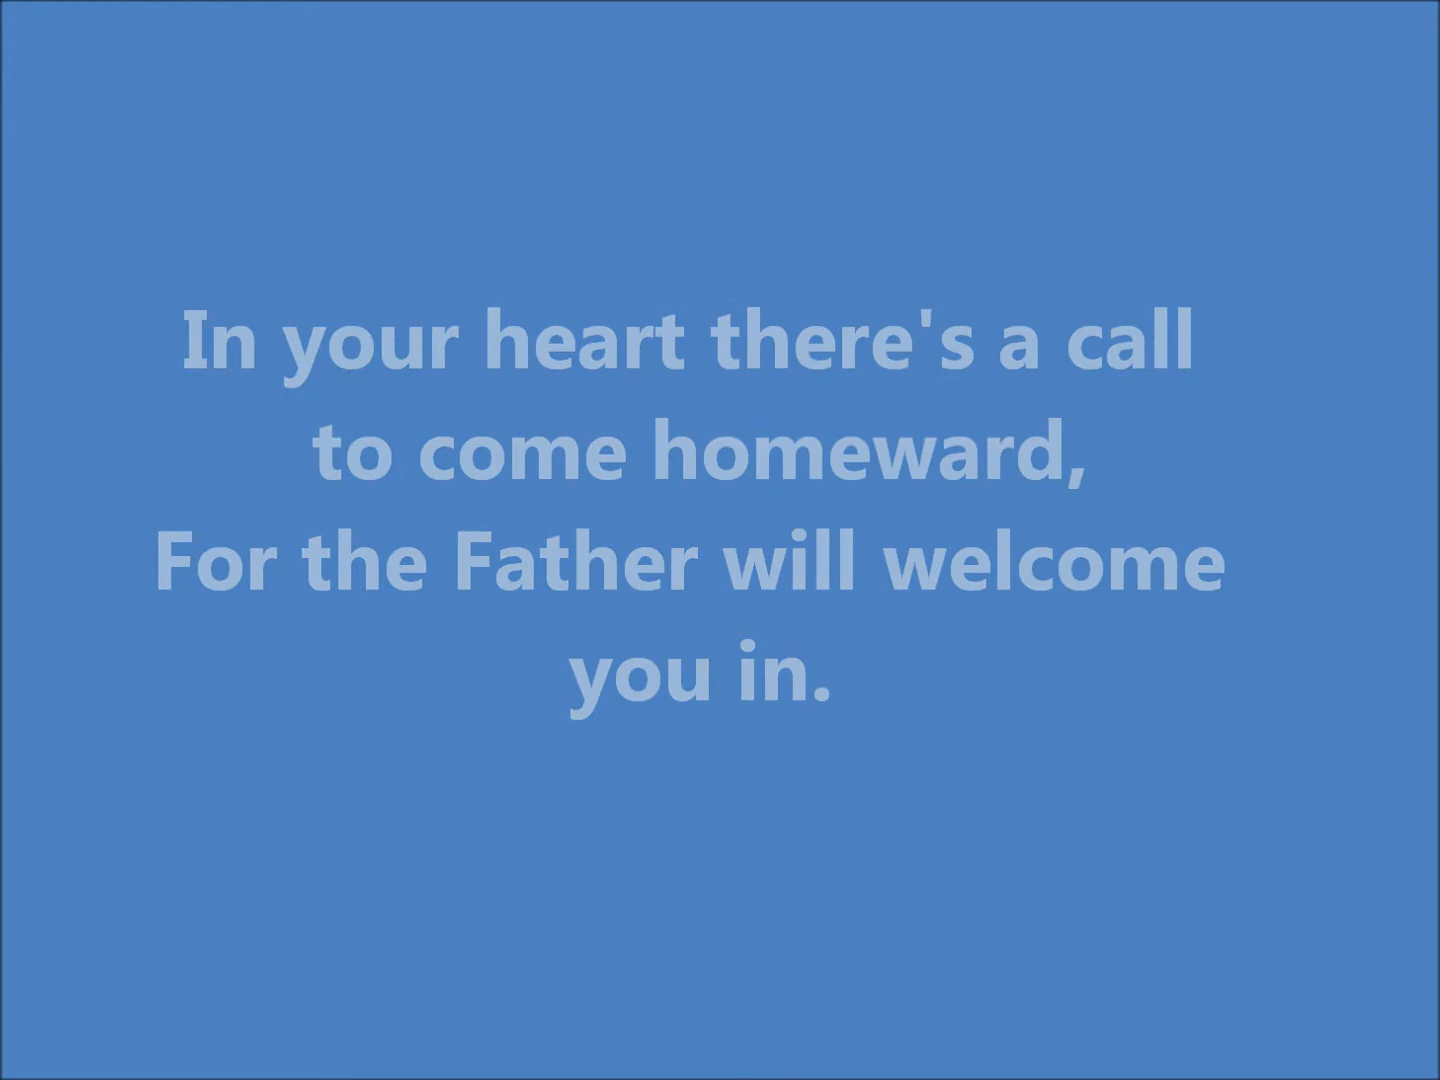 In your heart there's a call
to come homeward,
For the Father will welcome
you in.